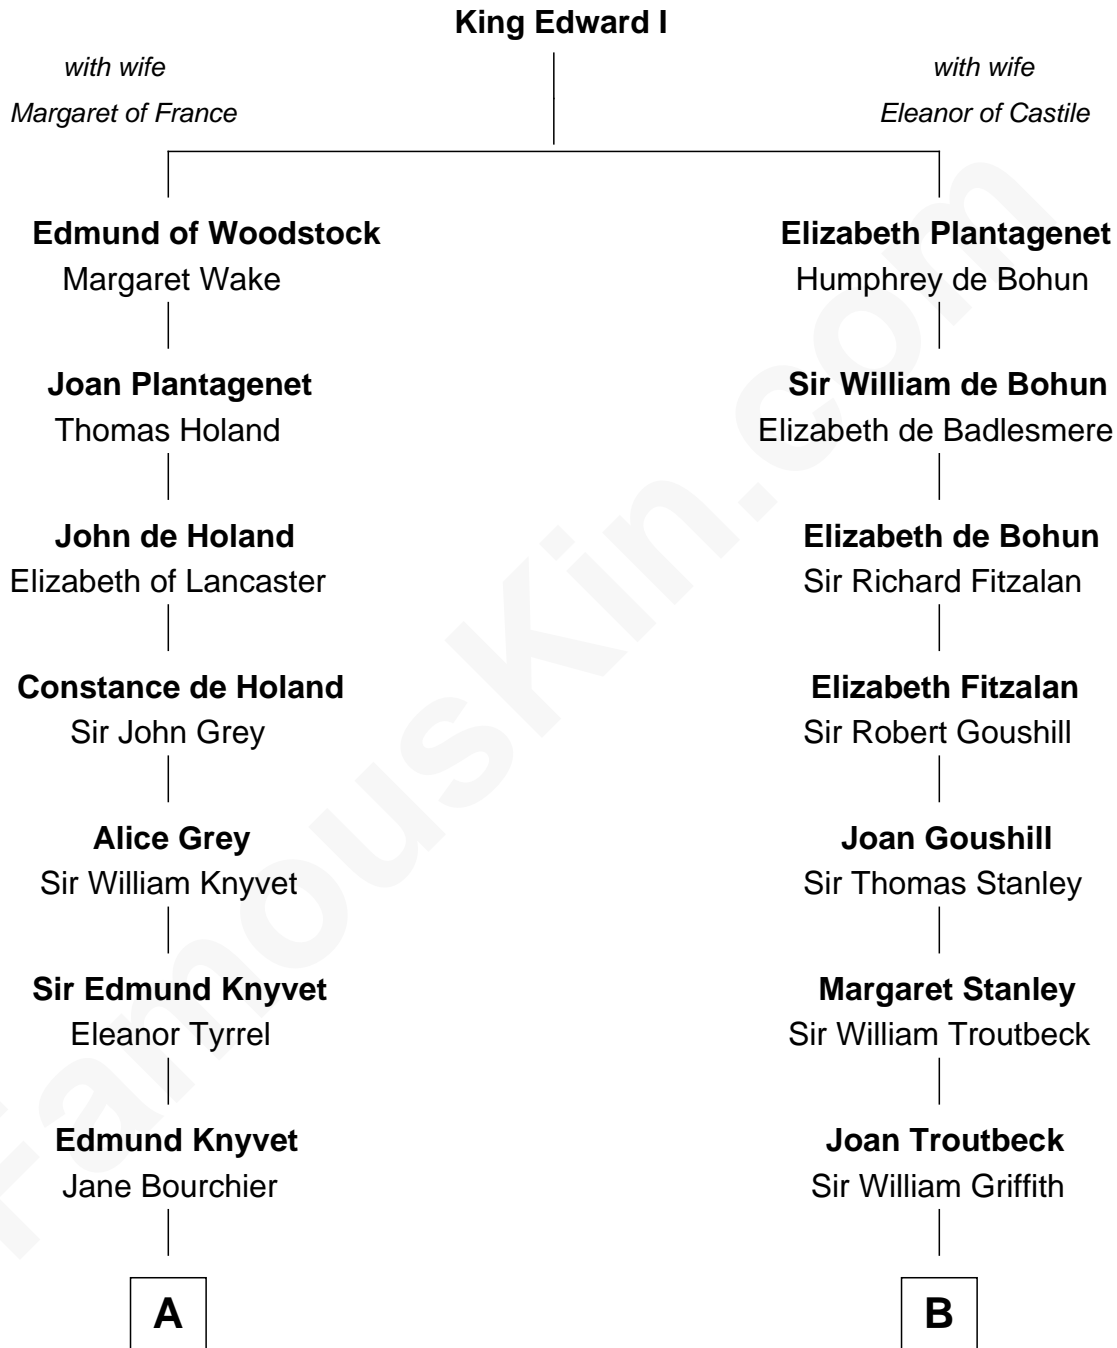 King Edward I
with wife
Margaret of France
with wife
Eleanor of Castile
Edmund of Woodstock
Margaret Wake
Elizabeth Plantagenet
Humphrey de Bohun
Joan Plantagenet
Thomas Holand
Sir William de Bohun
Elizabeth de Badlesmere
John de Holand
Elizabeth of Lancaster
Elizabeth de Bohun
Sir Richard Fitzalan
Constance de Holand
Sir John Grey
Elizabeth Fitzalan
Sir Robert Goushill
Alice Grey
Sir William Knyvet
Joan Goushill
Sir Thomas Stanley
Sir Edmund Knyvet
Eleanor Tyrrel
Margaret Stanley
Sir William Troutbeck
Edmund Knyvet
Jane Bourchier
Joan Troutbeck
Sir William Griffith
A
B
FamousKin.com